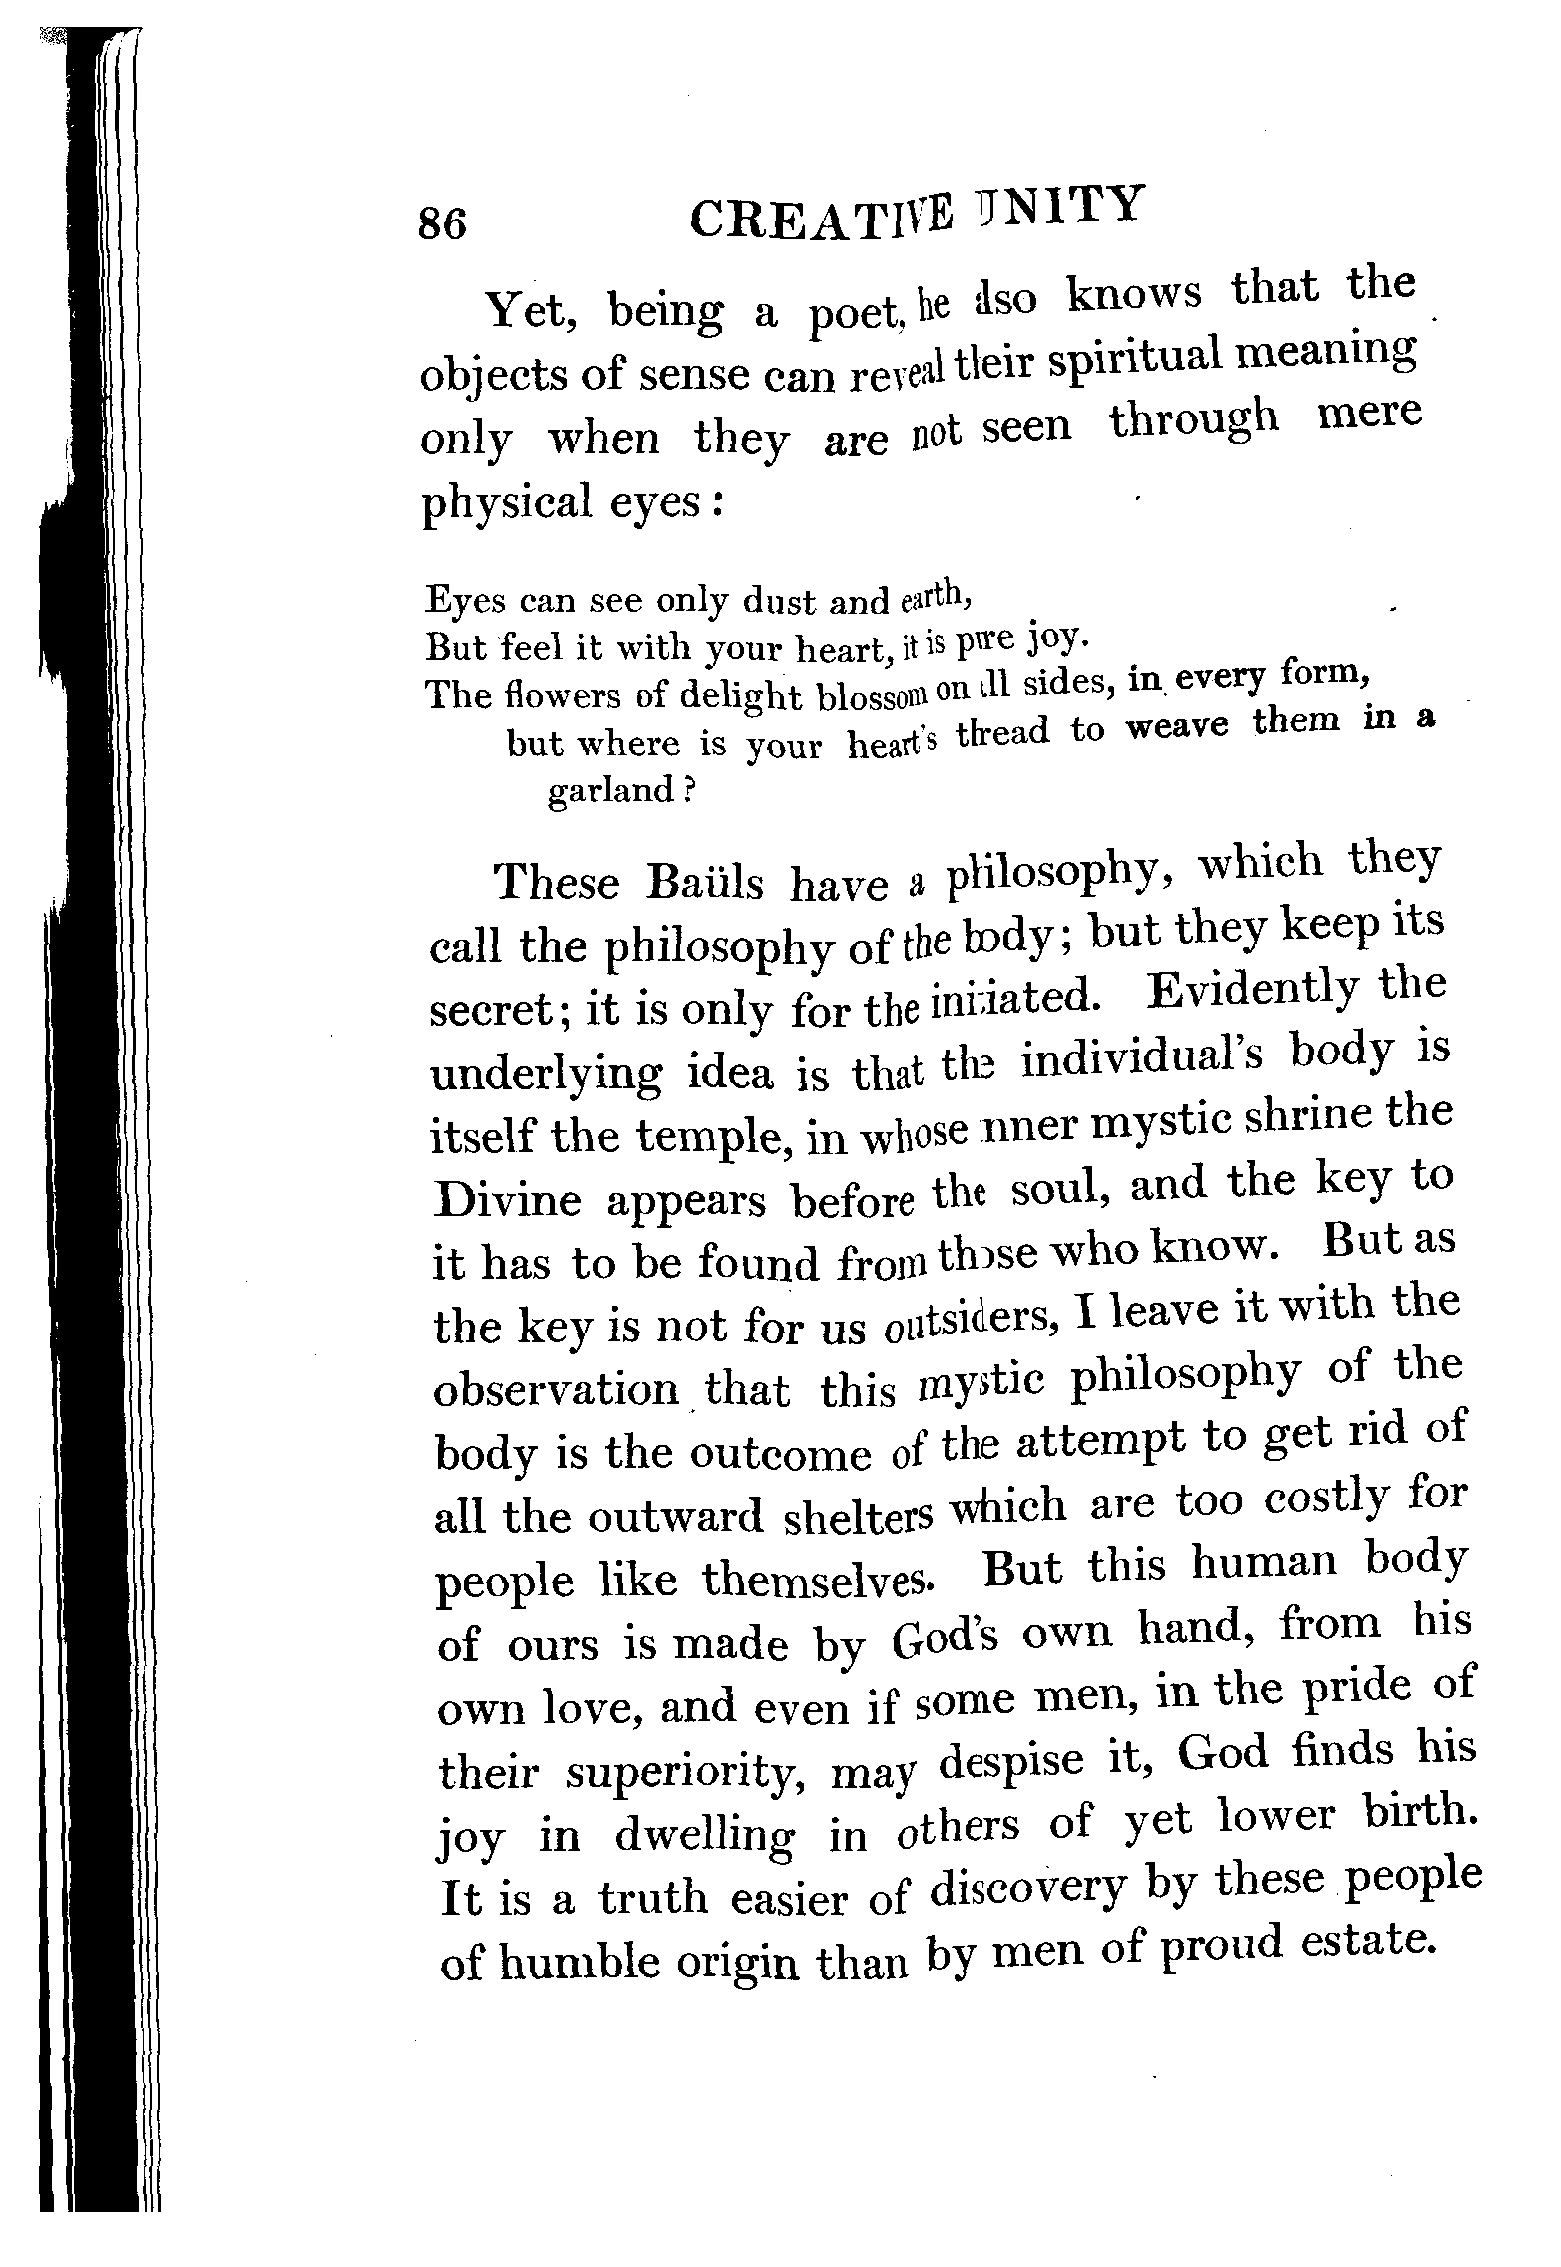 86 CREATIVE UNITY
Yet, being a poet, he also knows that the
objects of sense can reveal their spiritual meaning
only when they are not seen through mere
physical eyes :
Eyes can see only dust and earth,
But feel it with your heart, it is pure joy.
The flowers of delight blossom on all sides, in every form,
but where is your heart's thread to weave them in a
garland ?
These Baüls have a philosophy, which they
call the philosophy of the body ; but they keep its
secret ; it is only for the initiated. Evidently the
underlying idea is that the individual's body is
itself the temple, in whose inner mystic shrine the
Divine appears before the soul, and the key to
it has to be found from those who know. But as
the key is not for us outsiders, I leave it with the
observation that this mystic philosophy of the
body is the outcome of the attempt to get rid of
all the outward shelters which are too costly for
people like themselves. But this human body
of ours is made by God's own hand, from his
own love, and even if some men, in the pride of
their superiority, may despise it, God finds his
joy in dwelling in others of yet lower birth.
It is a truth easier of discovery by these people
of humble origin than by men of proud estate.